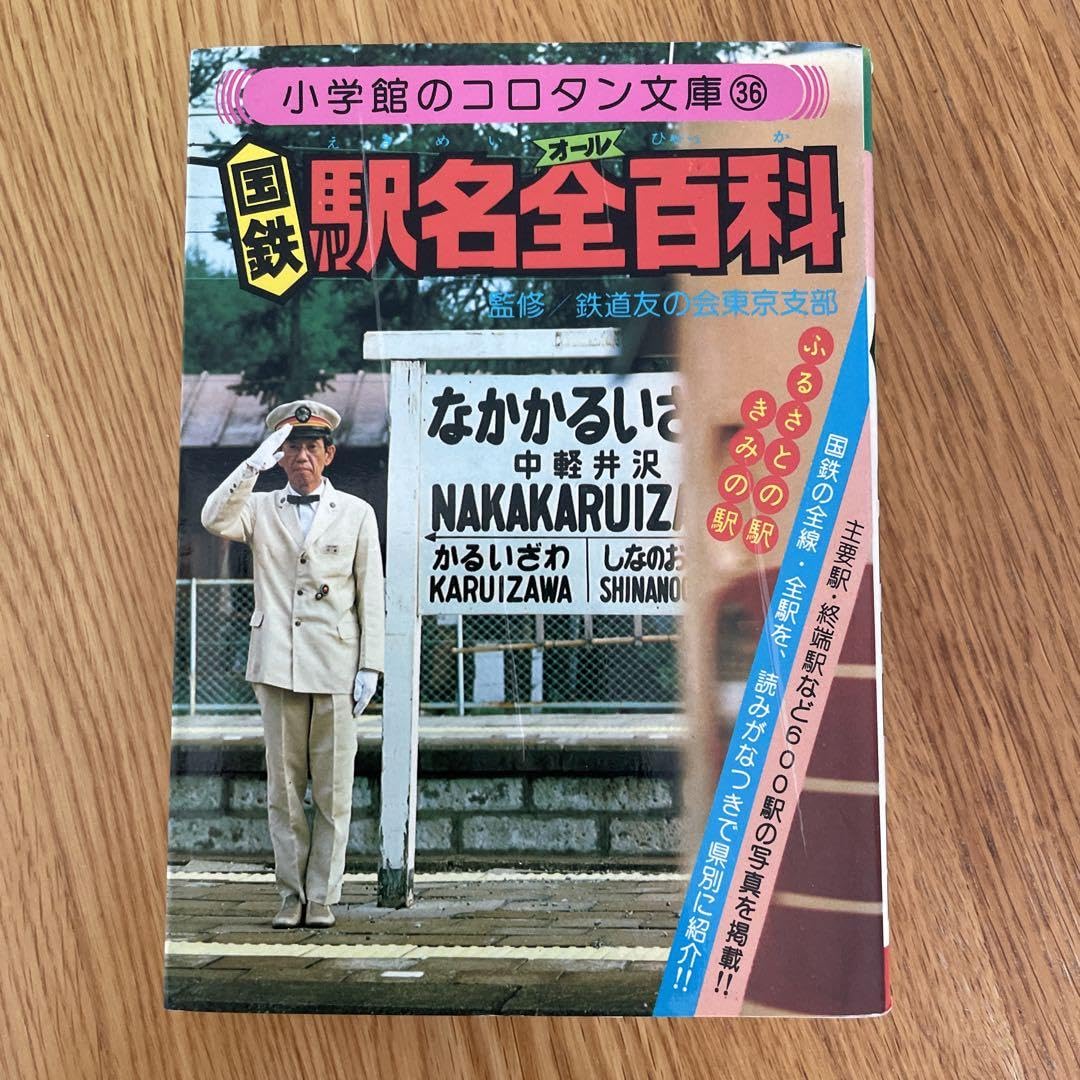 小学館のコロタン文庫㊱
えきめい オール ひゃっか
国鉄
駅名全百科
監修/鉄道友の会東京支部
ふるさとの駅
きみの駅
国鉄の全線・全駅を、読みがなつきで県別に紹介!!
主要駅・終端駅など600駅の写真を掲載!!
なかかるいざ
中軽井沢
NAKAKARUIZA
かるいざわ しなのお
KARUIZAWA SHINANOO